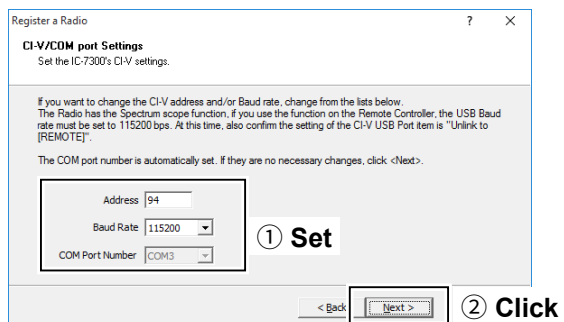 Register a Radio ? ×
CI-V/COM port Settings
Set the IC-7300's CI-V settings.
If you want to change the CI-V address and/or Baud rate, change from the lists below.
The Radio has the Spectrum scope function, if you use the function on the Remote Controller, the USB Baud
rate must be set to 115200 bps. At this time, also confirm the setting of the CI-V USB Port item is "Unlink to
[REMOTE]".
The COM port number is automatically set. If they are no necessary changes, click <Next>.
Address 94
Baud Rate 115200
① Set
COM Port Number COM3
< Back Next > ② Click